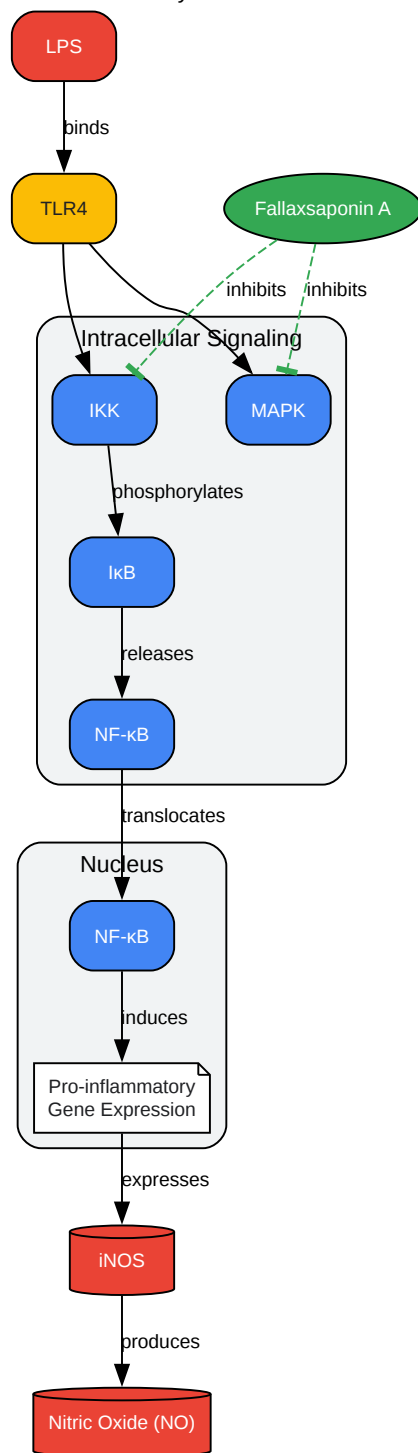 LPS
binds
TLR4
Fallaxsaponin A
inhibits
inhibits
Intracellular Signaling
IKK
MAPK
phosphorylates
IκB
releases
NF-κB
translocates
Nucleus
NF-κB
induces
Pro-inflammatory
Gene Expression
expresses
iNOS
produces
Nitric Oxide (NO)